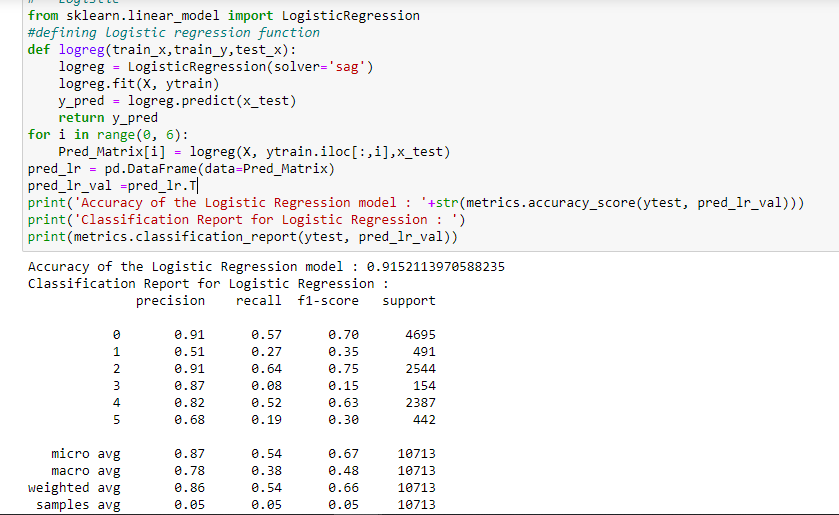 # Logistic
from sklearn.linear_model import LogisticRegression
#defining logistic regression function
def logreg(train_x,train_y,test_x):
    logreg = LogisticRegression(solver='sag')
    logreg.fit(X, ytrain)
    y_pred = logreg.predict(x_test)
    return y_pred
for i in range(0, 6):
    Pred_Matrix[i] = logreg(X, ytrain.iloc[:,i],x_test)
pred_lr = pd.DataFrame(data=Pred_Matrix)
pred_lr_val =pred_lr.T
print('Accuracy of the Logistic Regression model : '+str(metrics.accuracy_score(ytest, pred_lr_val)))
print('Classification Report for Logistic Regression : ')
print(metrics.classification_report(ytest, pred_lr_val))
Accuracy of the Logistic Regression model : 0.9152113970588235
Classification Report for Logistic Regression :
precision recall f1-score support
0 0.91 0.57 0.70 4695
1 0.51 0.27 0.35 491
2 0.91 0.64 0.75 2544
3 0.87 0.08 0.15 154
4 0.82 0.52 0.63 2387
5 0.68 0.19 0.30 442
micro avg 0.87 0.54 0.67 10713
macro avg 0.78 0.38 0.48 10713
weighted avg 0.86 0.54 0.66 10713
samples avg 0.05 0.05 0.05 10713